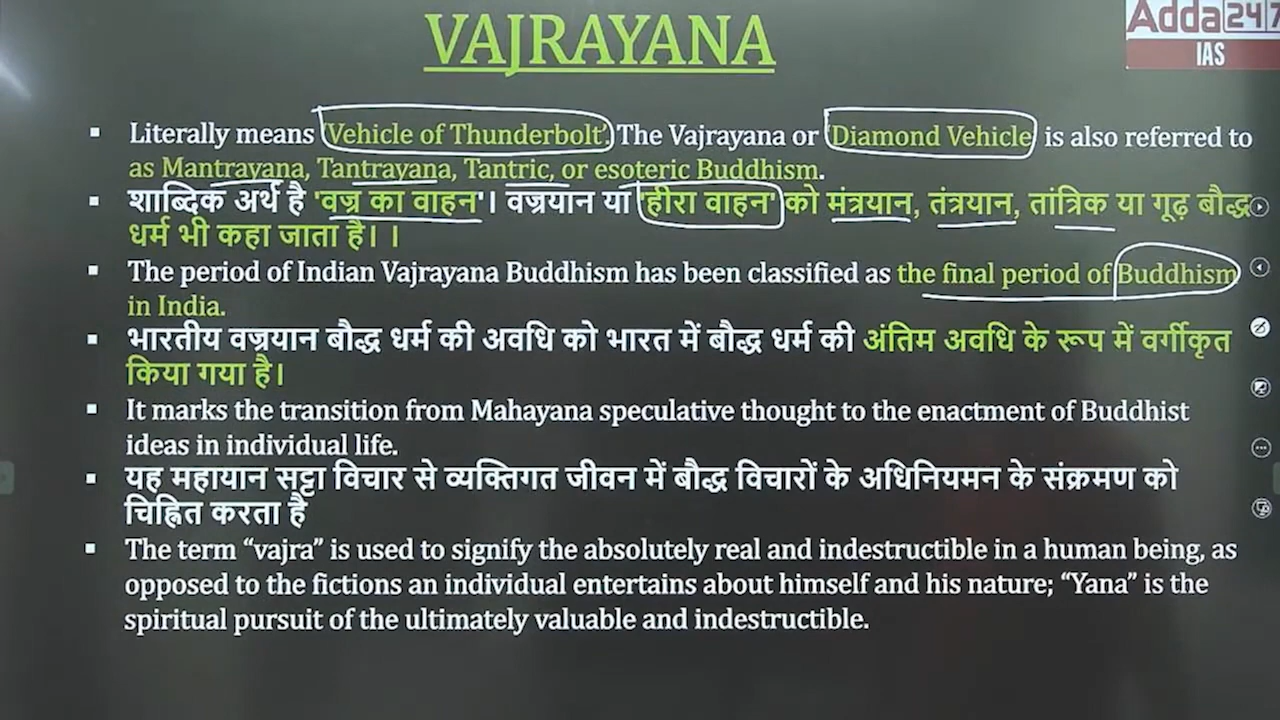 VAJRAYANA
Adda247
IAS
▪ Literally means 'Vehicle of Thunderbolt'. The Vajrayana or 'Diamond Vehicle' is also referred to
as Mantrayana, Tantrayana, Tantric, or esoteric Buddhism.
▪ शाब्दिक अर्थ है 'वज्र का वाहन'। वज्रयान या 'हीरा वाहन' को मंत्रयान, तंत्रयान, तांत्रिक या गूढ़ बौद्ध
धर्म भी कहा जाता है। ।
▪ The period of Indian Vajrayana Buddhism has been classified as the final period of Buddhism
in India.
▪ भारतीय वज्रयान बौद्ध धर्म की अवधि को भारत में बौद्ध धर्म की अंतिम अवधि के रूप में वर्गीकृत
किया गया है।
▪ It marks the transition from Mahayana speculative thought to the enactment of Buddhist
ideas in individual life.
▪ यह महायान सट्टा विचार से व्यक्तिगत जीवन में बौद्ध विचारों के अधिनियमन के संक्रमण को
चिह्नित करता है
▪ The term “vajra” is used to signify the absolutely real and indestructible in a human being, as
opposed to the fictions an individual entertains about himself and his nature; “Yana” is the
spiritual pursuit of the ultimately valuable and indestructible.